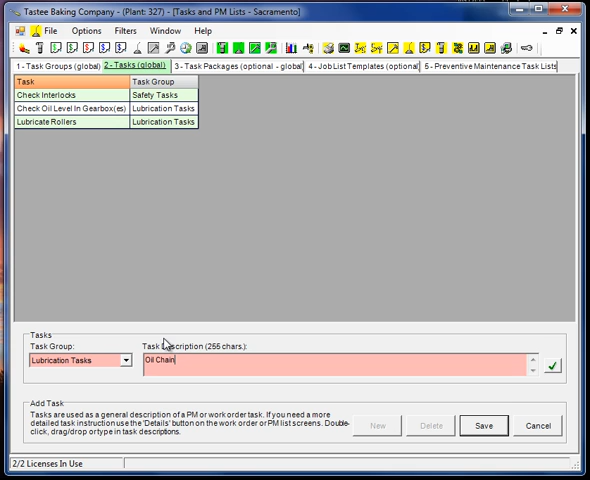 Tastee Baking Company - (Plant: 327) - [Tasks and PM Lists - Sacramento]
File Options Filters Window Help
1 - Task Groups (global) 2 - Tasks (global) 3 - Task Packages (optional - global) 4 - Job List Templates (optional) 5 - Preventive Maintenance Task Lists
Task Task Group
Check Interlocks Safety Tasks
Check Oil Level In Gearbox(es) Lubrication Tasks
Lubricate Rollers Lubrication Tasks
Tasks
Task Group: Task Description (255 chars.):
Lubrication Tasks Oil Chain
Add Task
Tasks are used as a general description of a PM or work order task. If you need a more
detailed task instruction use the 'Details' button on the work order or PM list screens. Double-
click, drag/drop or type in task descriptions.
New Delete Save Cancel
2/2 Licenses In Use